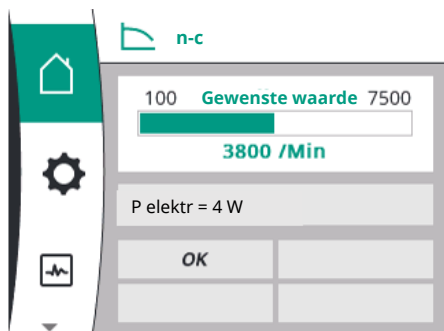 n-c
100 Gewenste waarde 7500
3800 /Min
P elektr = 4 W
OK